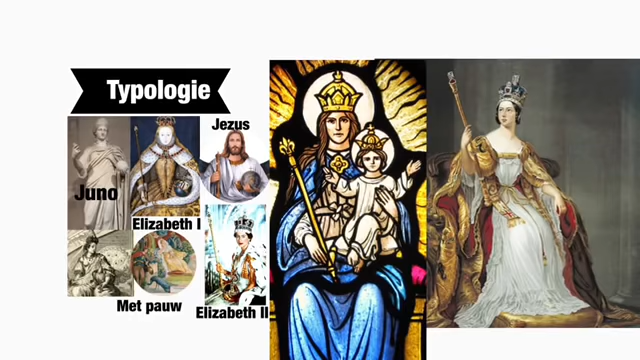 Typologie
Jezus
Juno
Elizabeth I
Met pauw
Elizabeth II